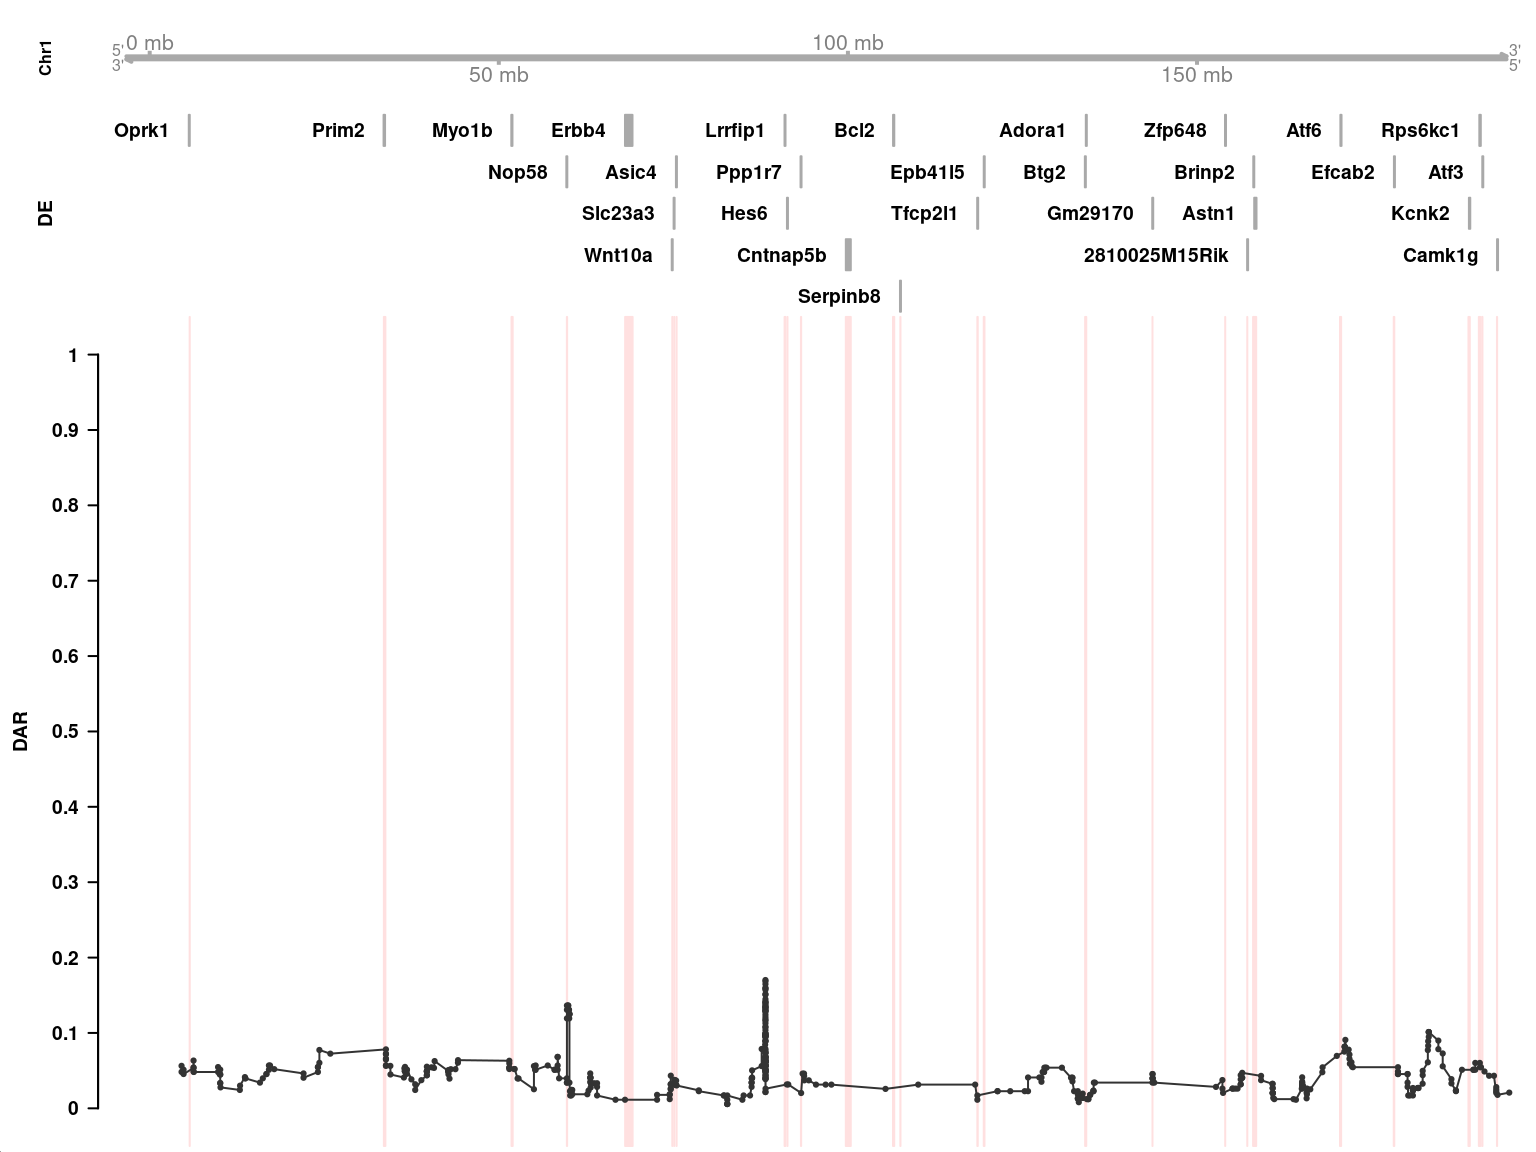 Chr1
5' 0 mb 100 mb 3'
3' 50 mb 150 mb 5'
DE
Oprk1 Prim2 Myo1b Erbb4 Lrrfip1 Bcl2 Adora1 Zfp648 Atf6 Rps6kc1
Nop58 Asic4 Ppp1r7 Epb41l5 Btg2 Brinp2 Efcab2 Atf3
Slc23a3 Hes6 Tfcp2l1 Gm29170 Astn1 Kcnk2
Wnt10a Cntnap5b 2810025M15Rik Camk1g
Serpinb8
DAR
1
0.9
0.8
0.7
0.6
0.5
0.4
0.3
0.2
0.1
0